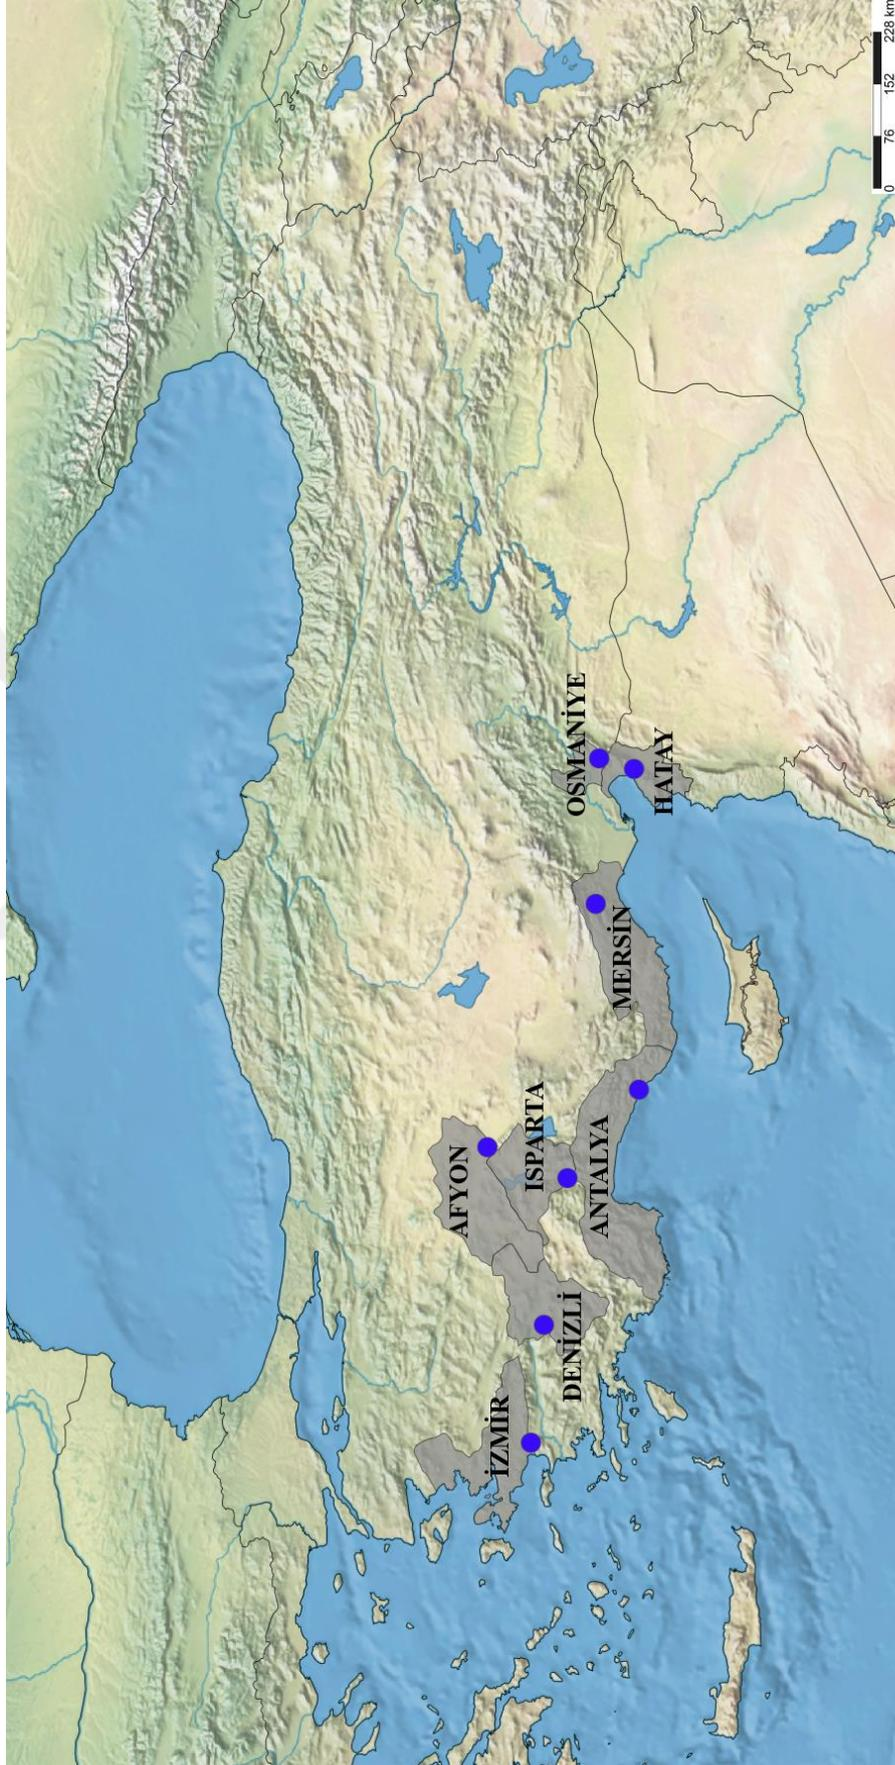 İZMİR
DENİZLİ
AFYON
ISPARTA
ANTALYA
MERSİN
OSMANİYE
HATAY
0 76 152 228 km